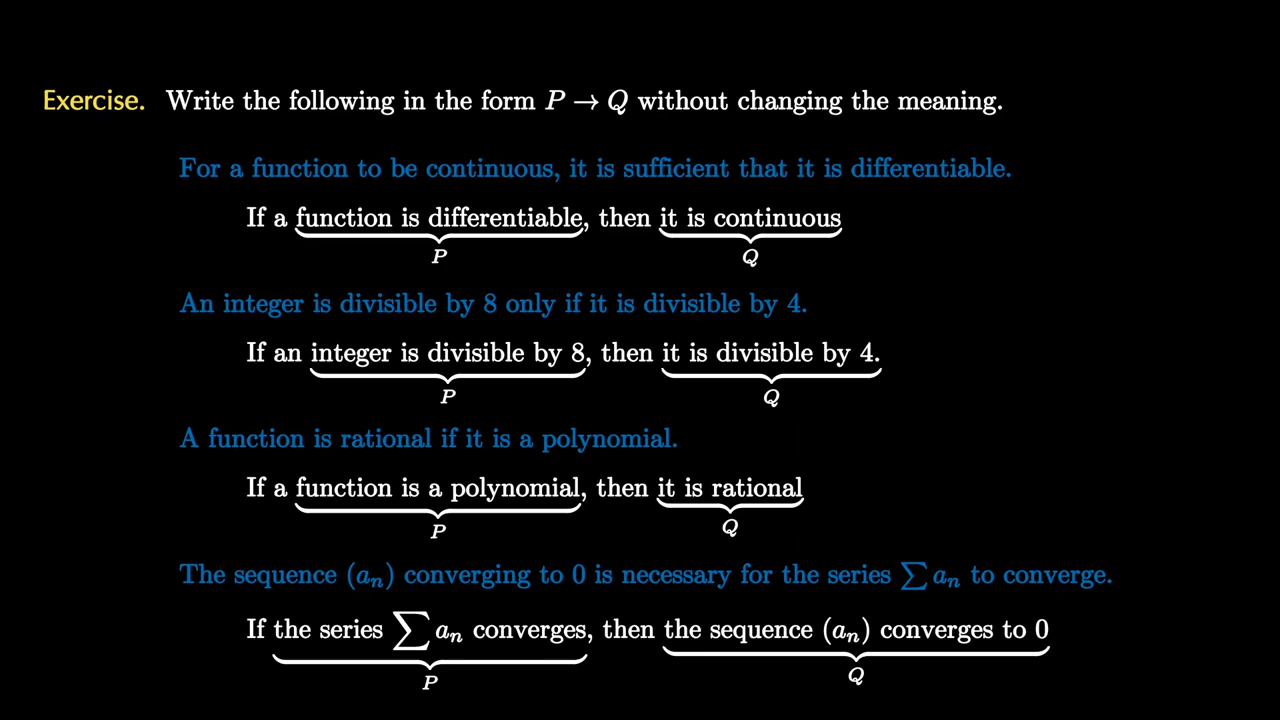 Exercise. Write the following in the form P → Q without changing the meaning.
For a function to be continuous, it is sufficient that it is differentiable.
If a function is differentiable, then it is continuous
P Q
An integer is divisible by 8 only if it is divisible by 4.
If an integer is divisible by 8, then it is divisible by 4.
P Q
A function is rational if it is a polynomial.
If a function is a polynomial, then it is rational
P Q
The sequence (aₙ) converging to 0 is necessary for the series ∑ aₙ to converge.
If the series ∑ aₙ converges, then the sequence (aₙ) converges to 0
P Q